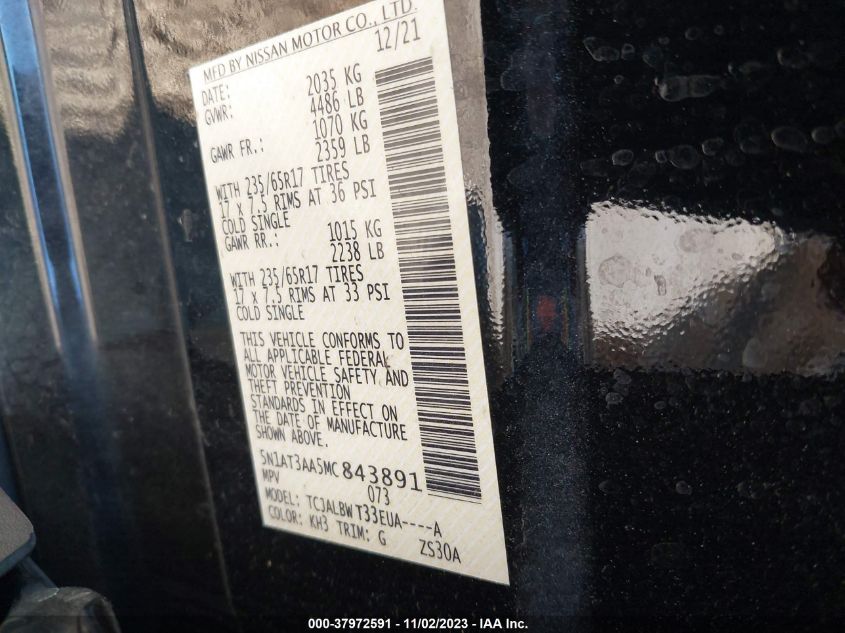 MFD BY NISSAN MOTOR CO., LTD.
DATE: 12/21
GVWR: 2035 KG
4486 LB
GAWR FR.: 1070 KG
2359 LB
WITH 235/65R17 TIRES
17 x 7.5 RIMS AT 36 PSI
COLD SINGLE
GAWR RR.: 1015 KG
2238 LB
WITH 235/65R17 TIRES
17 x 7.5 RIMS AT 33 PSI
COLD SINGLE
THIS VEHICLE CONFORMS TO
ALL APPLICABLE FEDERAL
MOTOR VEHICLE SAFETY AND
THEFT PREVENTION
STANDARDS IN EFFECT ON
THE DATE OF MANUFACTURE
SHOWN ABOVE.
5N1AT3AA5MC843891
MPV 073
MODEL: TCJALBWT33EUA----A
COLOR: KH3 TRIM: G ZS30A
000-37972591 - 11/02/2023 - IAA Inc.